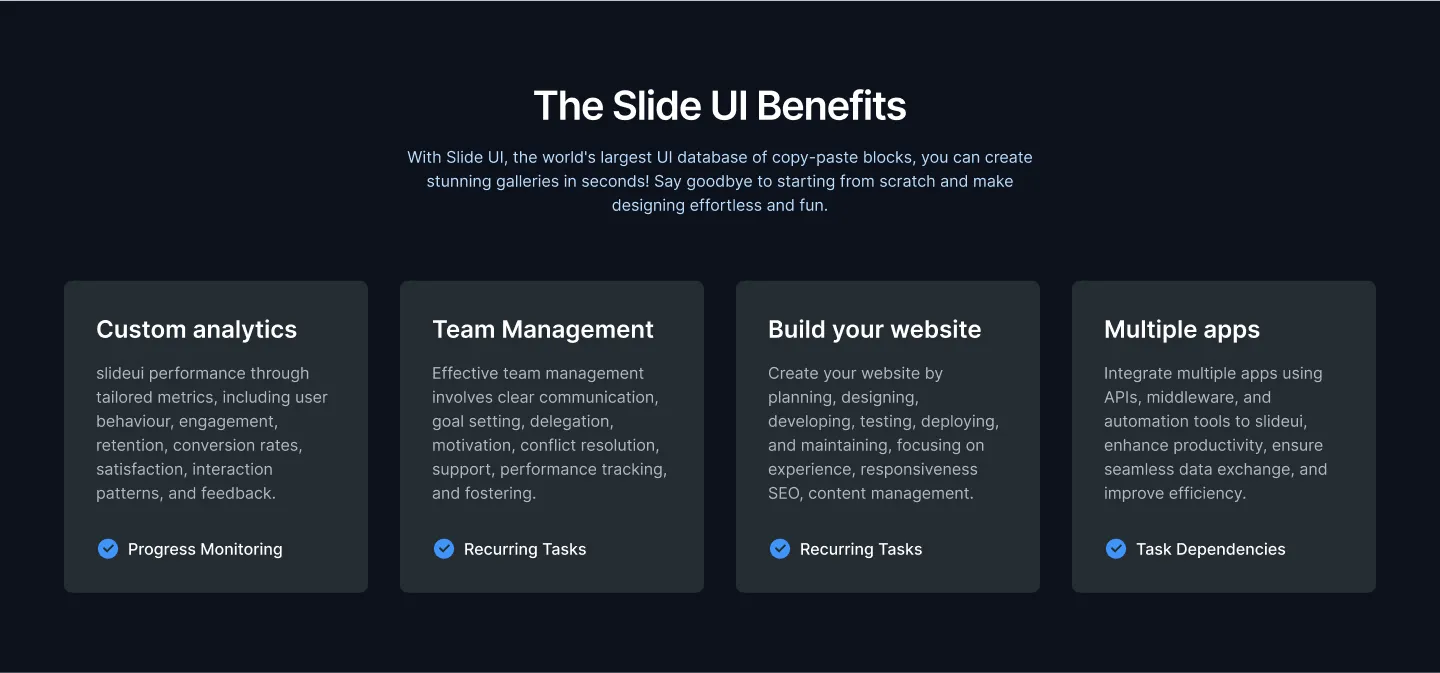 The Slide UI Benefits
With Slide UI, the world's largest UI database of copy-paste blocks, you can create
stunning galleries in seconds! Say goodbye to starting from scratch and make
designing effortless and fun.
Custom analytics
slideui performance through
tailored metrics, including user
behaviour, engagement,
retention, conversion rates,
satisfaction, interaction
patterns, and feedback.
Progress Monitoring
Team Management
Effective team management
involves clear communication,
goal setting, delegation,
motivation, conflict resolution,
support, performance tracking,
and fostering.
Recurring Tasks
Build your website
Create your website by
planning, designing,
developing, testing, deploying,
and maintaining, focusing on
experience, responsiveness
SEO, content management.
Recurring Tasks
Multiple apps
Integrate multiple apps using
APIs, middleware, and
automation tools to slideui,
enhance productivity, ensure
seamless data exchange, and
improve efficiency.
Task Dependencies